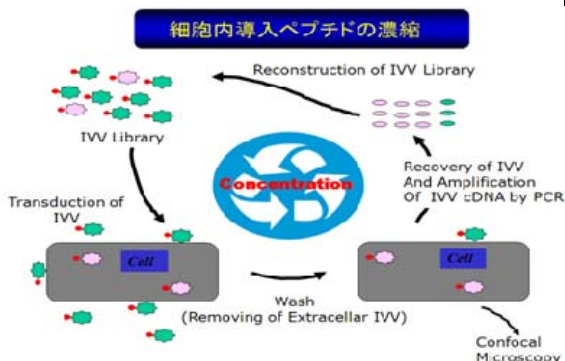 細胞内導入ペプチドの濃縮
Reconstruction of IVV Library
IVV Library
Concentration
Recovery of IVV
And Amplification
Of IVV cDNA by PCR
Transduction of
IVV
Cell
Cell
Wash
(Removing of Extracellar IVV)
Confocal
Microscopy